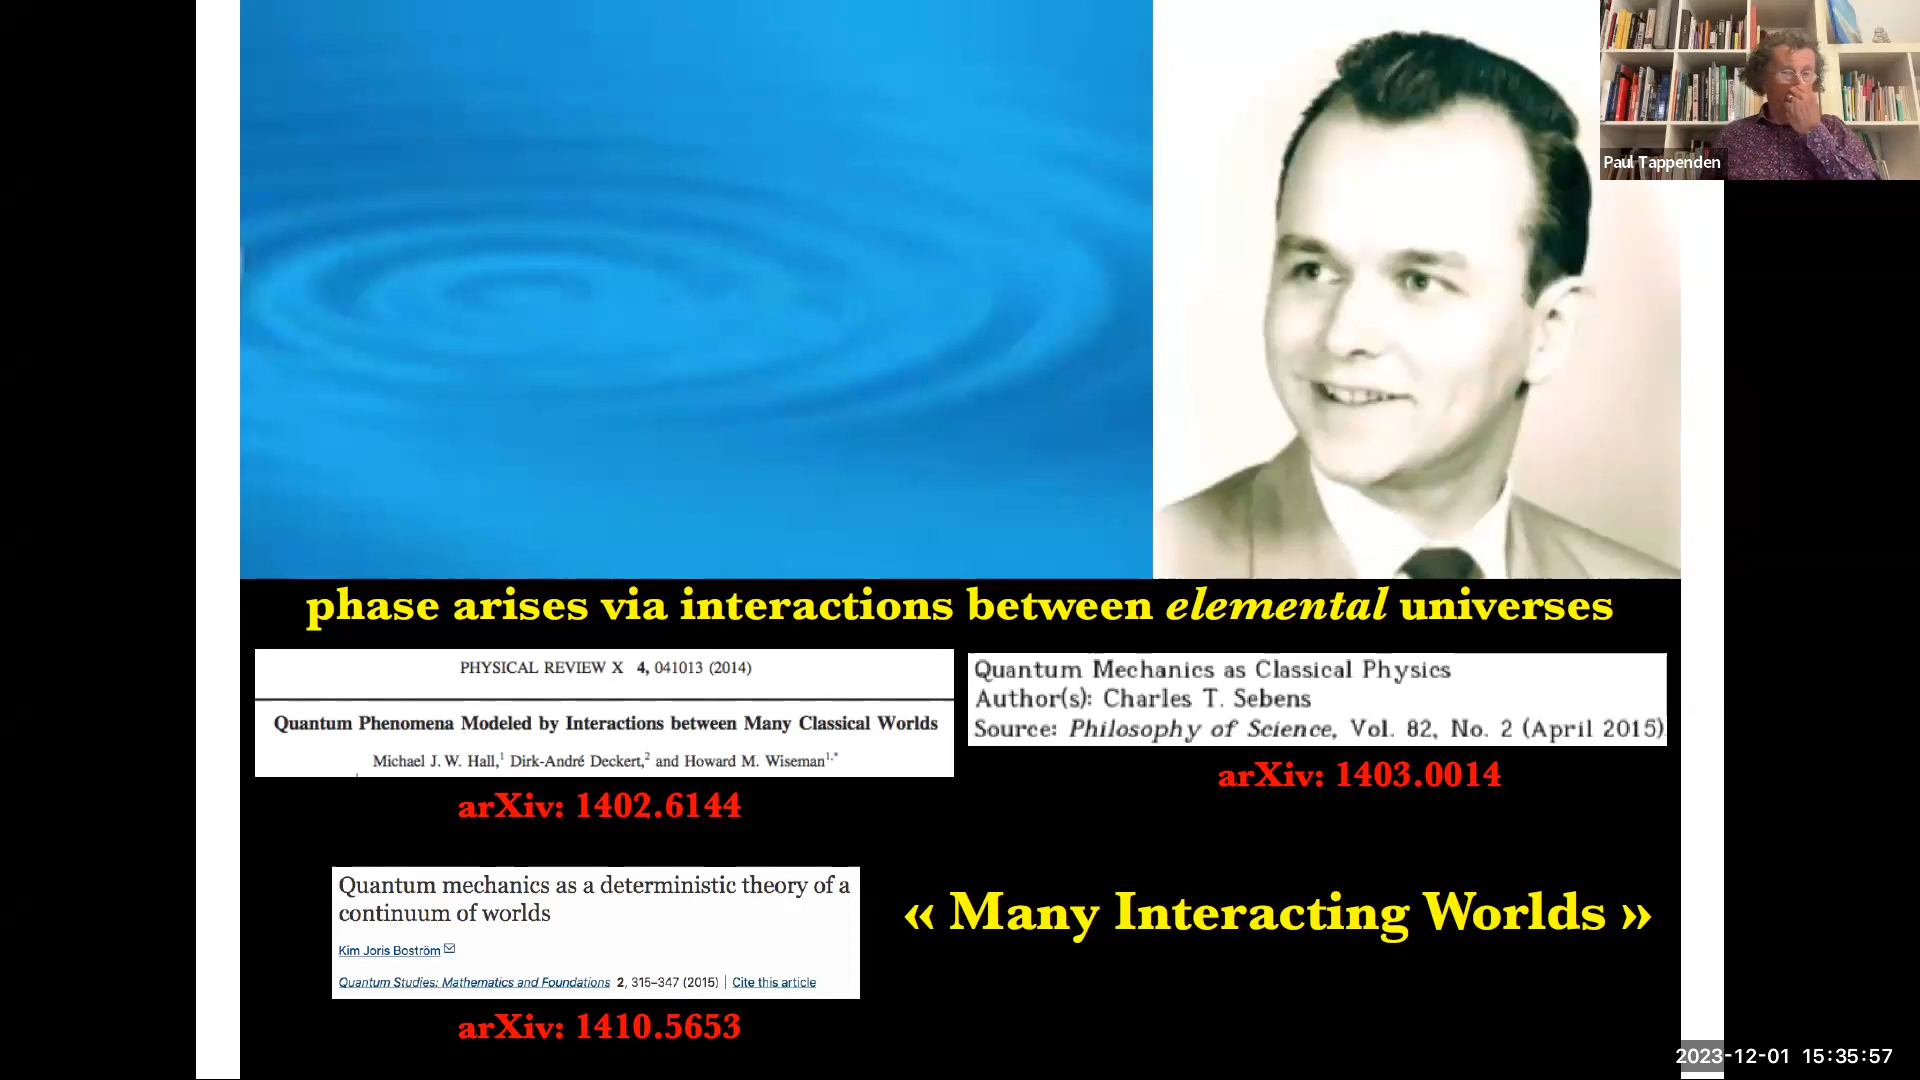 Paul Tappenden
phase arises via interactions between elemental universes
PHYSICAL REVIEW X 4, 041013 (2014)
Quantum Phenomena Modeled by Interactions between Many Classical Worlds
Michael J. W. Hall,¹ Dirk-André Deckert,² and Howard M. Wiseman¹,*
arXiv: 1402.6144
Quantum Mechanics as Classical Physics
Author(s): Charles T. Sebens
Source: Philosophy of Science, Vol. 82, No. 2 (April 2015)
arXiv: 1403.0014
Quantum mechanics as a deterministic theory of a
continuum of worlds
Kim Joris Boström
Quantum Studies: Mathematics and Foundations 2, 315–347 (2015) | Cite this article
arXiv: 1410.5653
« Many Interacting Worlds »
2023-12-01 15:35:57